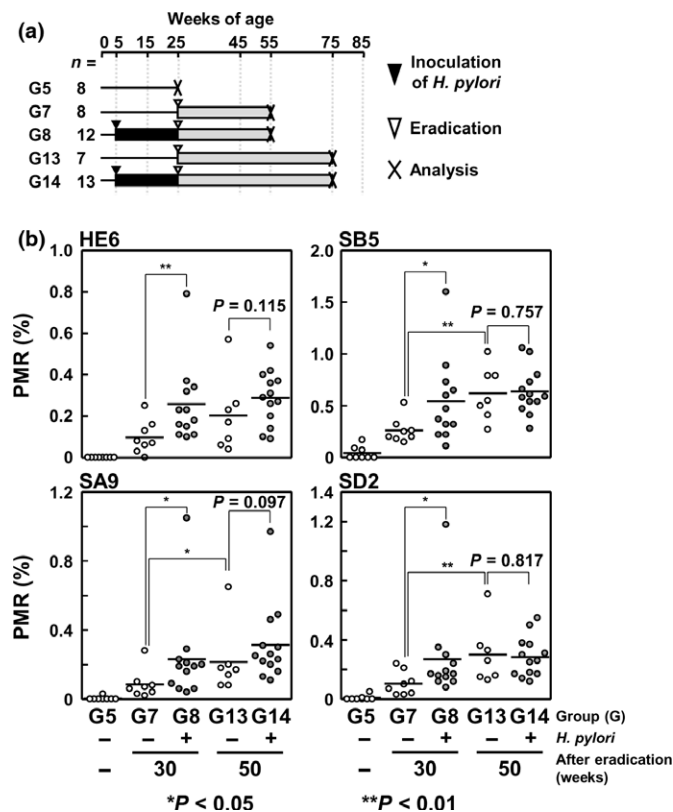 (a)
Weeks of age
0 5 15 25 45 55 75 85
n =
G5 8
G7 8
G8 12
G13 7
G14 13
Inoculation
of H. pylori
Eradication
Analysis
(b)
HE6
PMR (%)
1.0
0.8
0.6
0.4
0.2
0
**
P = 0.115
SB5
2.0
1.5
1.0
0.5
0
*
**
P = 0.757
SA9
PMR (%)
1.2
0.8
0.4
0
*
*
P = 0.097
SD2
1.4
1.2
0.8
0.4
0
*
**
P = 0.817
G5 G7 G8 G13 G14 G5 G7 G8 G13 G14 Group (G)
– – + – + – – + – + H. pylori
– 30 50 – 30 50 After eradication
(weeks)
*P < 0.05 **P < 0.01